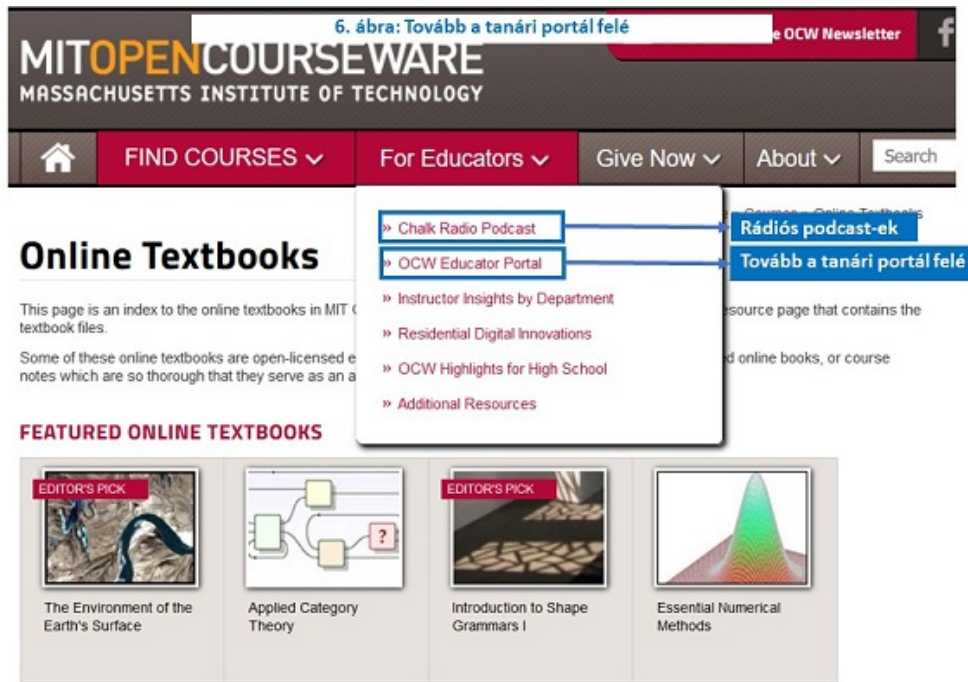 6. ábra: Tovább a tanári portál felé
e OCW Newsletter
MITOPENCOURSEWARE
MASSACHUSETTS INSTITUTE OF TECHNOLOGY
FIND COURSES
For Educators
Give Now
About
Search
» Courses » Online Textbooks
» Chalk Radio Podcast
Rádiós podcast-ek
» OCW Educator Portal
Tovább a tanári portál felé
» Instructor Insights by Department
» Residential Digital Innovations
» OCW Highlights for High School
» Additional Resources
Online Textbooks
This page is an index to the online textbooks in MIT
esource page that contains the
textbook files.
Some of these online textbooks are open-licensed e
d online books, or course
notes which are so thorough that they serve as an a
FEATURED ONLINE TEXTBOOKS
EDITOR'S PICK
The Environment of the
Earth's Surface
?
Applied Category
Theory
EDITOR'S PICK
Introduction to Shape
Grammars I
Essential Numerical
Methods